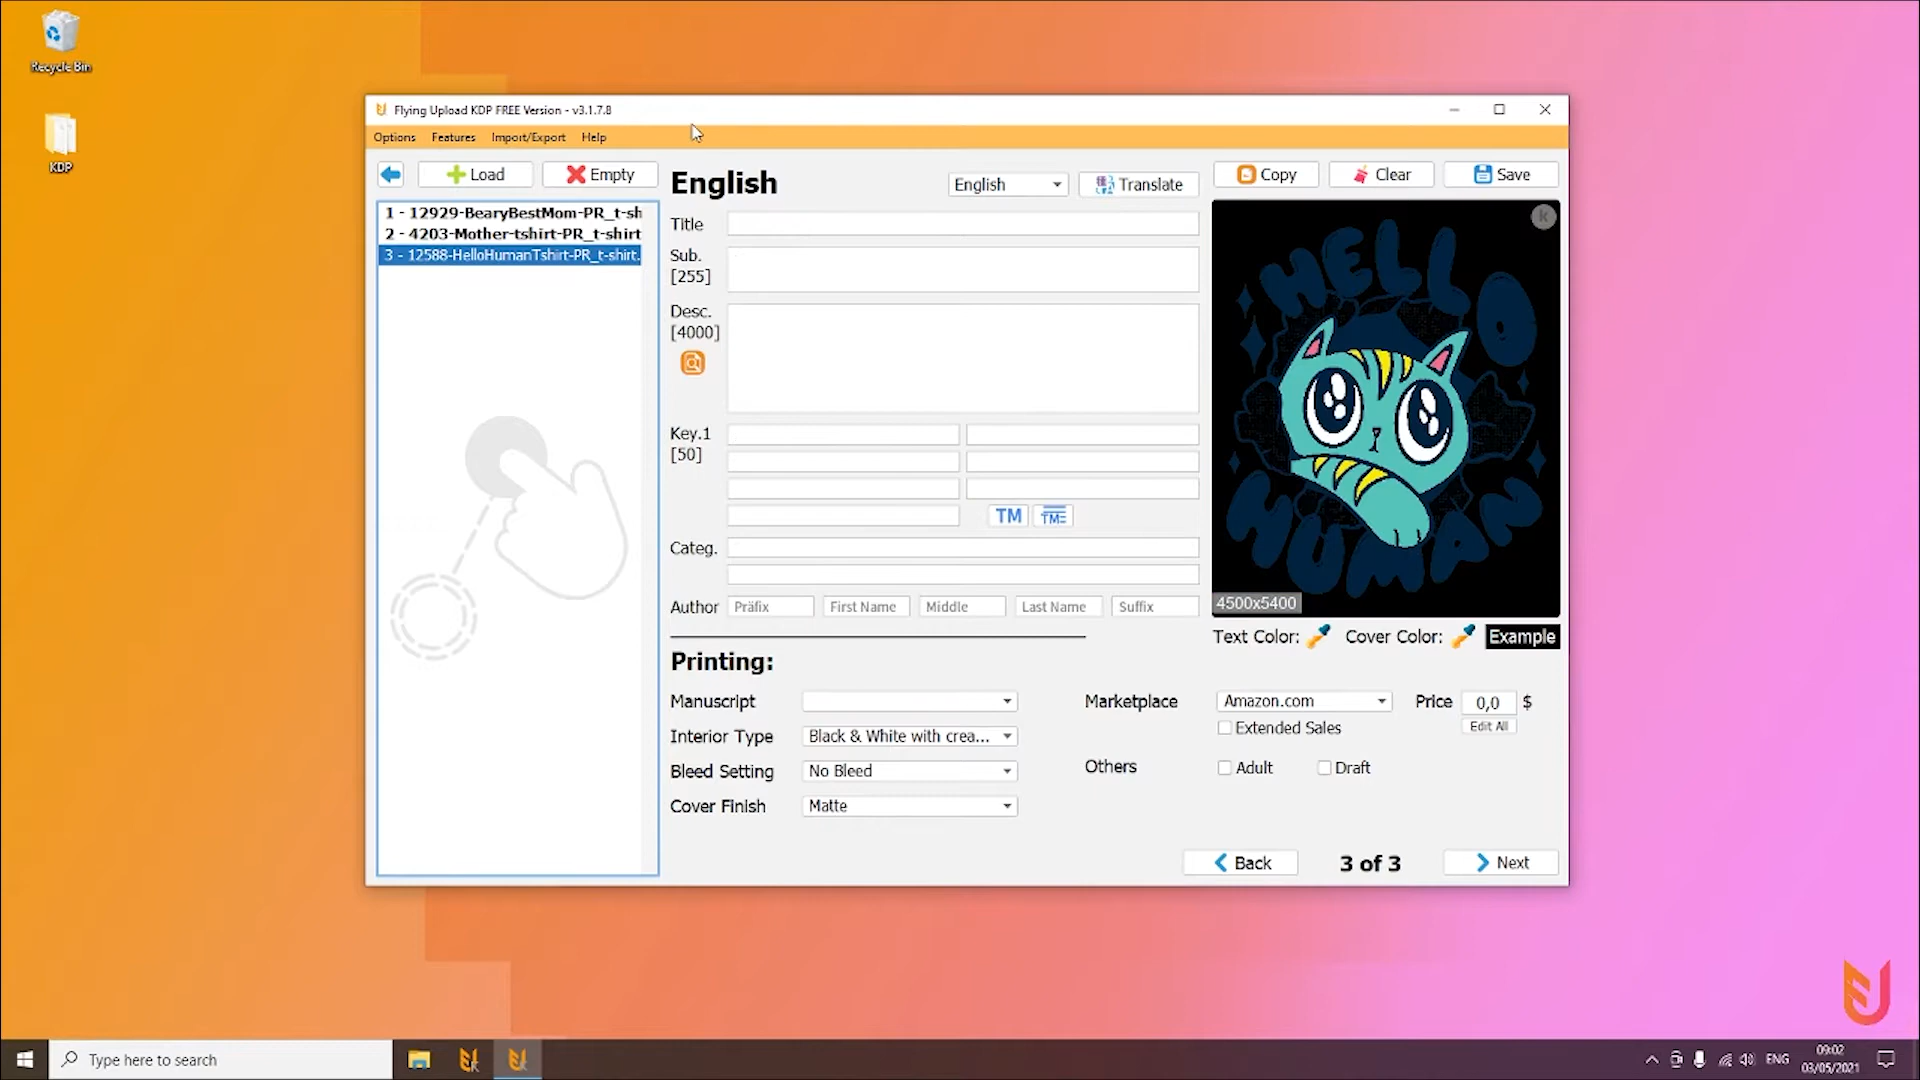 Recycle Bin
KDP
Flying Upload KDP FREE Version - v3.1.7.8
Options Features Import/Export Help
Load Empty
English
English
Translate
Copy Clear Save
1 - 12929-BearyBestMom-PR_t-sh
2 - 4203-Mother-tshirt-PR_t-shirt
3 - 12588-HelloHumanTshirt-PR_t-shirt.
Title
Sub.
[255]
Desc.
[4000]
Key.1
[50]
TM TM
Categ.
Author Präfix First Name Middle Last Name Suffix
K
HELLO
HUMAN
4500x5400
Text Color: Cover Color: Example
Printing:
Manuscript
Interior Type Black & White with crea...
Bleed Setting No Bleed
Cover Finish Matte
Marketplace Amazon.com Price 0,0 $
Extended Sales Edit All
Others Adult Draft
Back 3 of 3 Next
Type here to search
ENG
09:02
03/05/2021